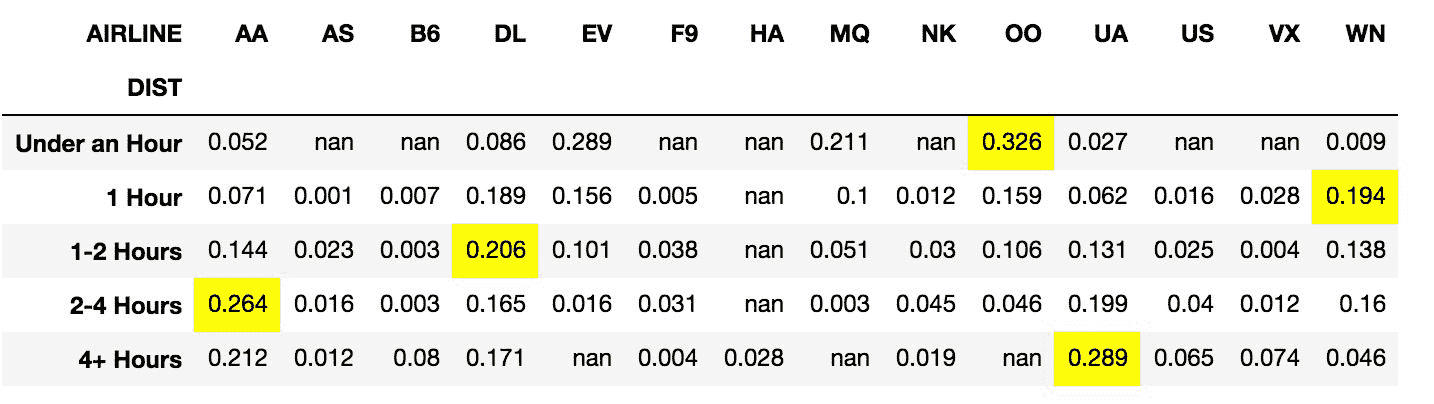 AIRLINE AA AS B6 DL EV F9 HA MQ NK OO UA US VX WN
DIST
Under an Hour 0.052 nan nan 0.086 0.289 nan nan 0.211 nan 0.326 0.027 nan nan 0.009
1 Hour 0.071 0.001 0.007 0.189 0.156 0.005 nan 0.1 0.012 0.159 0.062 0.016 0.028 0.194
1-2 Hours 0.144 0.023 0.003 0.206 0.101 0.038 nan 0.051 0.03 0.106 0.131 0.025 0.004 0.138
2-4 Hours 0.264 0.016 0.003 0.165 0.016 0.031 nan 0.003 0.045 0.046 0.199 0.04 0.012 0.16
4+ Hours 0.212 0.012 0.08 0.171 nan 0.004 0.028 nan 0.019 nan 0.289 0.065 0.074 0.046